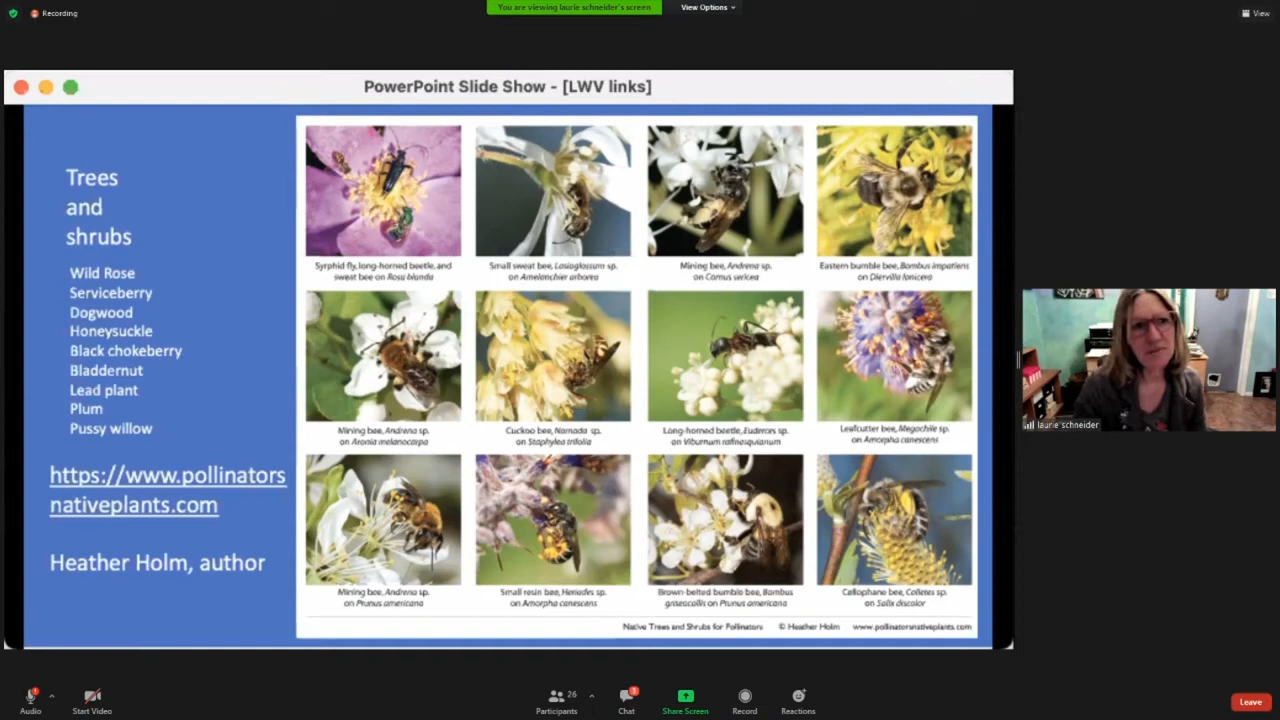 Recording
You are viewing laurie schneider's screen
View Options
View
PowerPoint Slide Show - [LWV links]
Trees
and
shrubs
Wild Rose
Serviceberry
Dogwood
Honeysuckle
Black chokeberry
Bladdernut
Lead plant
Plum
Pussy willow
https://www.pollinators
nativeplants.com
Heather Holm, author
Syrphid fly, long-horned beetle, and
sweat bee on Rosa blanda
Small sweat bee, Lasioglossum sp.
on Amelanchier arborea
Mining bee, Andrena sp.
on Cornus sericea
Eastern bumble bee, Bombus impatiens
on Diervilla lonicera
Mining bee, Andrena sp.
on Aronia melanocarpa
Cuckoo bee, Nomada sp.
on Staphylea trifolia
Long-horned beetle, Euderces sp.
on Viburnum rafinesquianum
Leafcutter bee, Megachile sp.
on Amorpha canescens
Mining bee, Andrena sp.
on Prunus americana
Small resin bee, Heriades sp.
on Amorpha canescens
Brown-belted bumble bee, Bombus
griseocollis on Prunus americana
Cellophane bee, Colletes sp.
on Salix discolor
Native Trees and Shrubs for Pollinators © Heather Holm www.pollinatorsnativeplants.com
laurie schneider
Audio
Start Video
26
Participants
3
Chat
Share Screen
Record
Reactions
Leave